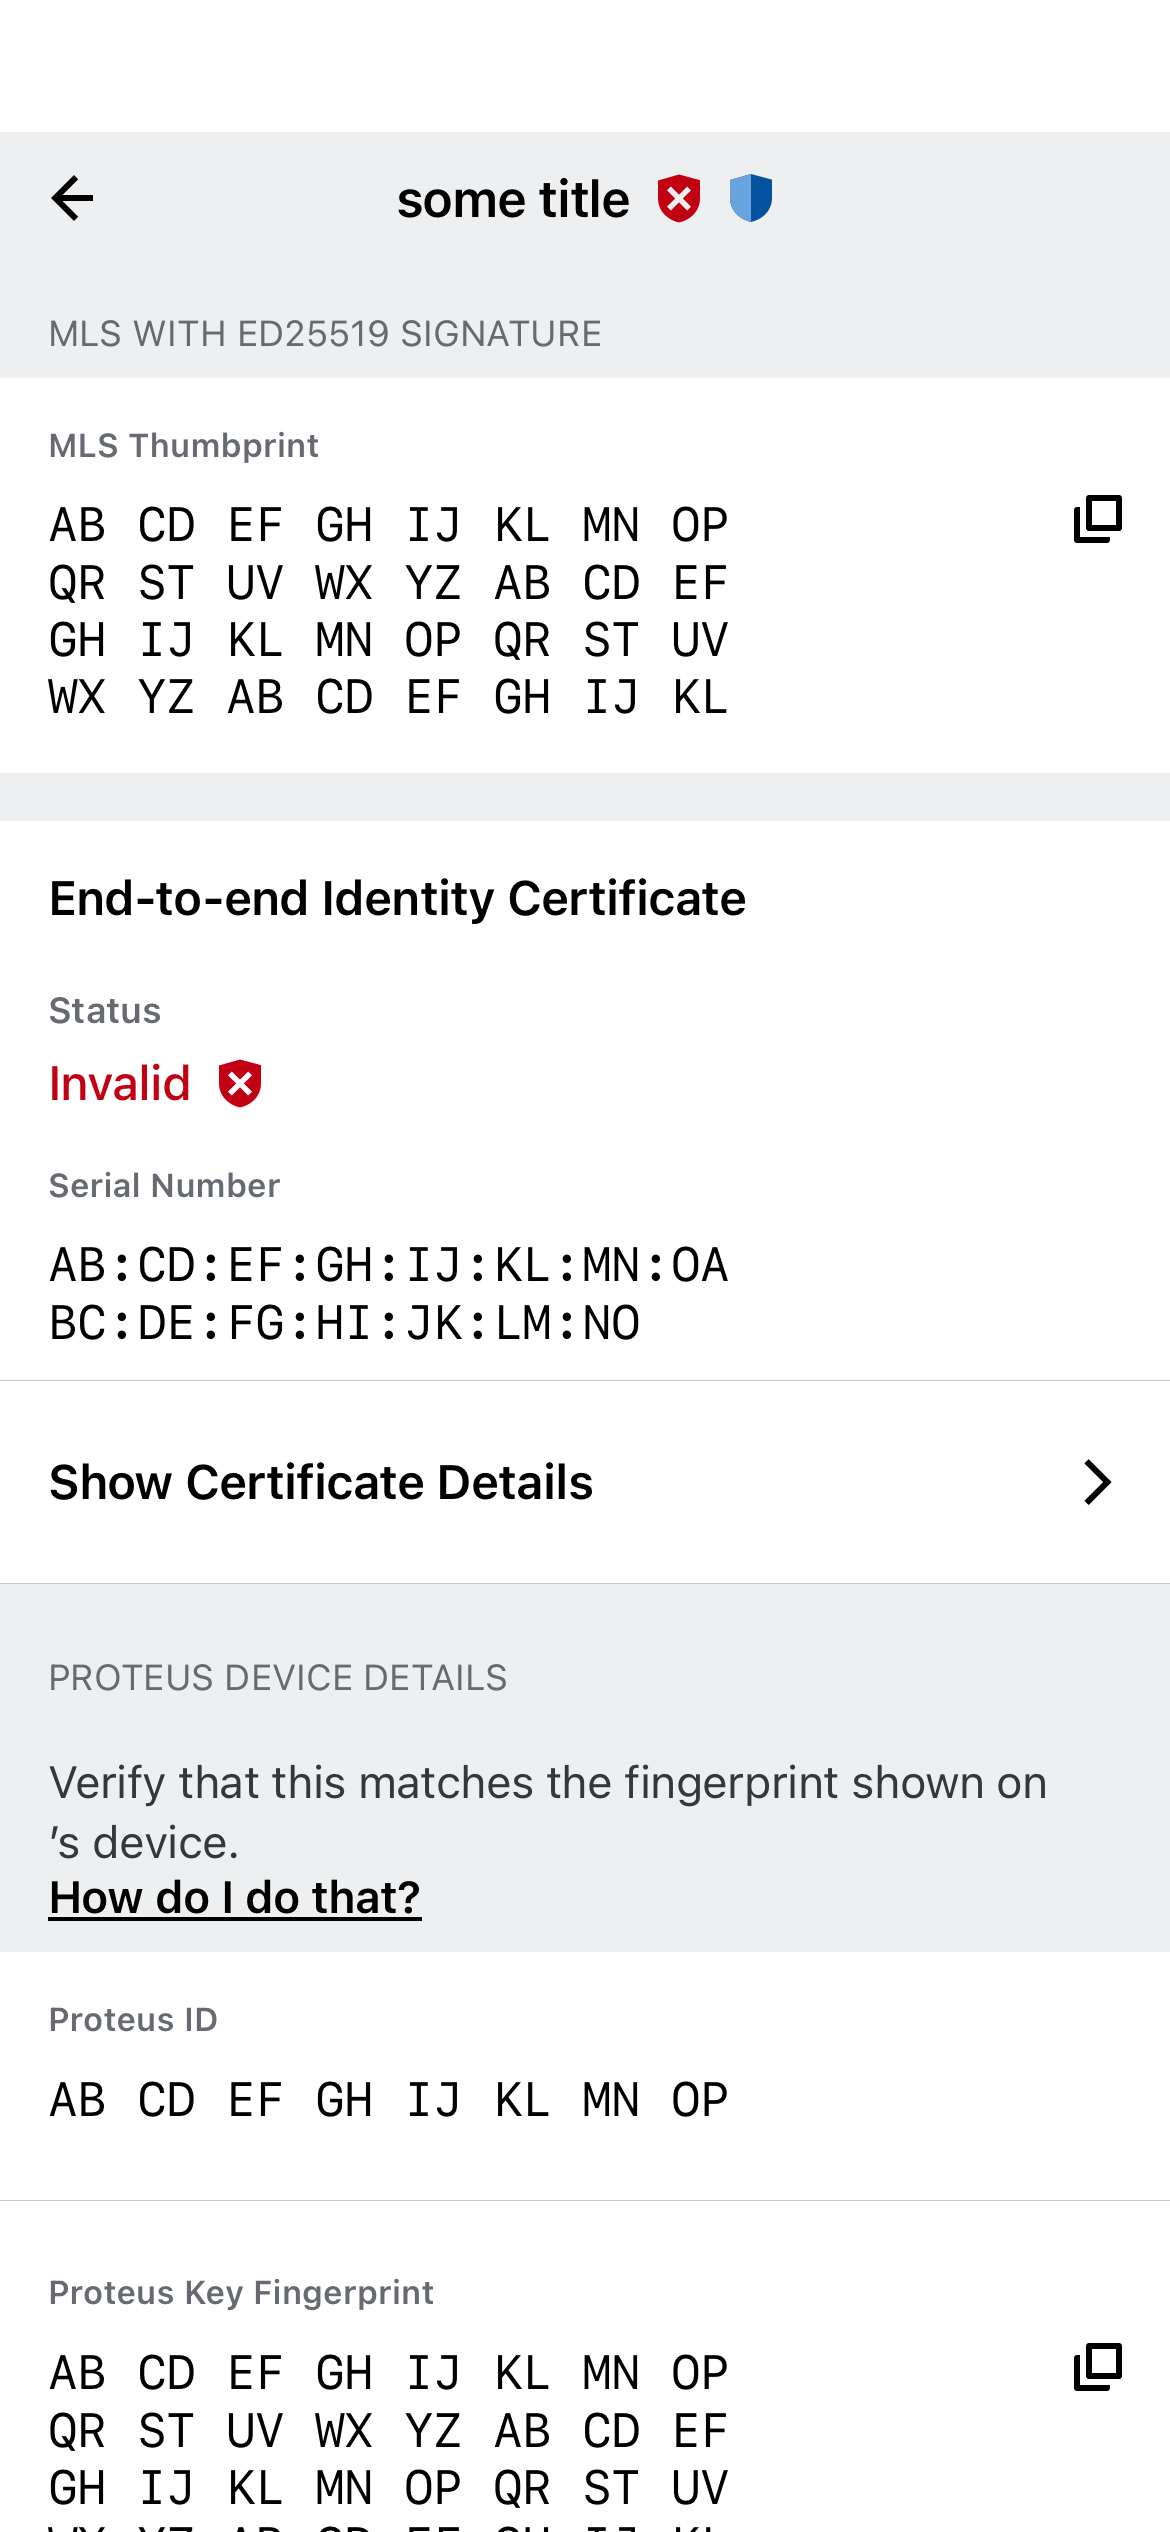 some title
MLS WITH ED25519 SIGNATURE
MLS Thumbprint
AB CD EF GH IJ KL MN OP
QR ST UV WX YZ AB CD EF
GH IJ KL MN OP QR ST UV
WX YZ AB CD EF GH IJ KL
End-to-end Identity Certificate
Status
Invalid
Serial Number
AB:CD:EF:GH:IJ:KL:MN:OA
BC:DE:FG:HI:JK:LM:NO
Show Certificate Details
PROTEUS DEVICE DETAILS
Verify that this matches the fingerprint shown on
’s device.
How do I do that?
Proteus ID
AB CD EF GH IJ KL MN OP
Proteus Key Fingerprint
AB CD EF GH IJ KL MN OP
QR ST UV WX YZ AB CD EF
GH IJ KL MN OP QR ST UV